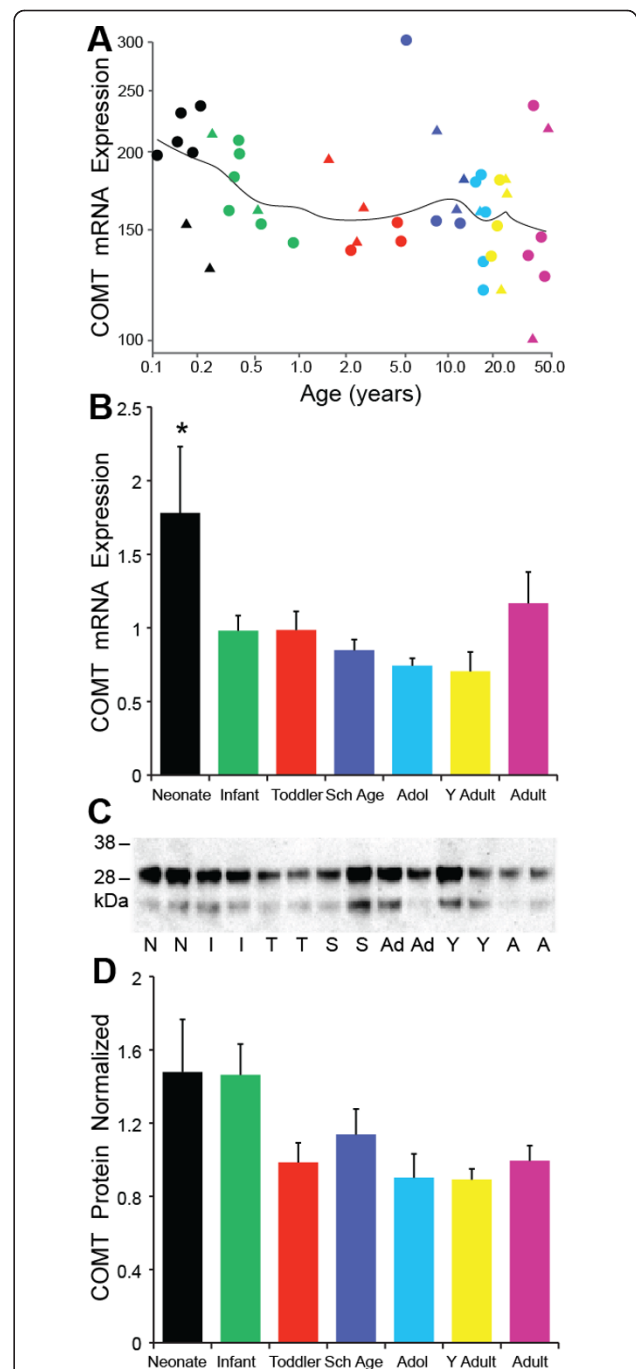 A
COMT mRNA Expression
300
250
200
150
100
0.1 0.2 0.5 1.0 2.0 5.0 10.0 20.0 50.0
Age (years)
B
COMT mRNA Expression
2.5
2
*
1.5
1
0.5
0
Neonate Infant Toddler Sch Age Adol Y Adult Adult
C
38
28
kDa
N N I I T T S S Ad Ad Y Y A A
D
COMT Protein Normalized
2
1.6
1.2
0.8
0.4
0
Neonate Infant Toddler Sch Age Adol Y Adult Adult